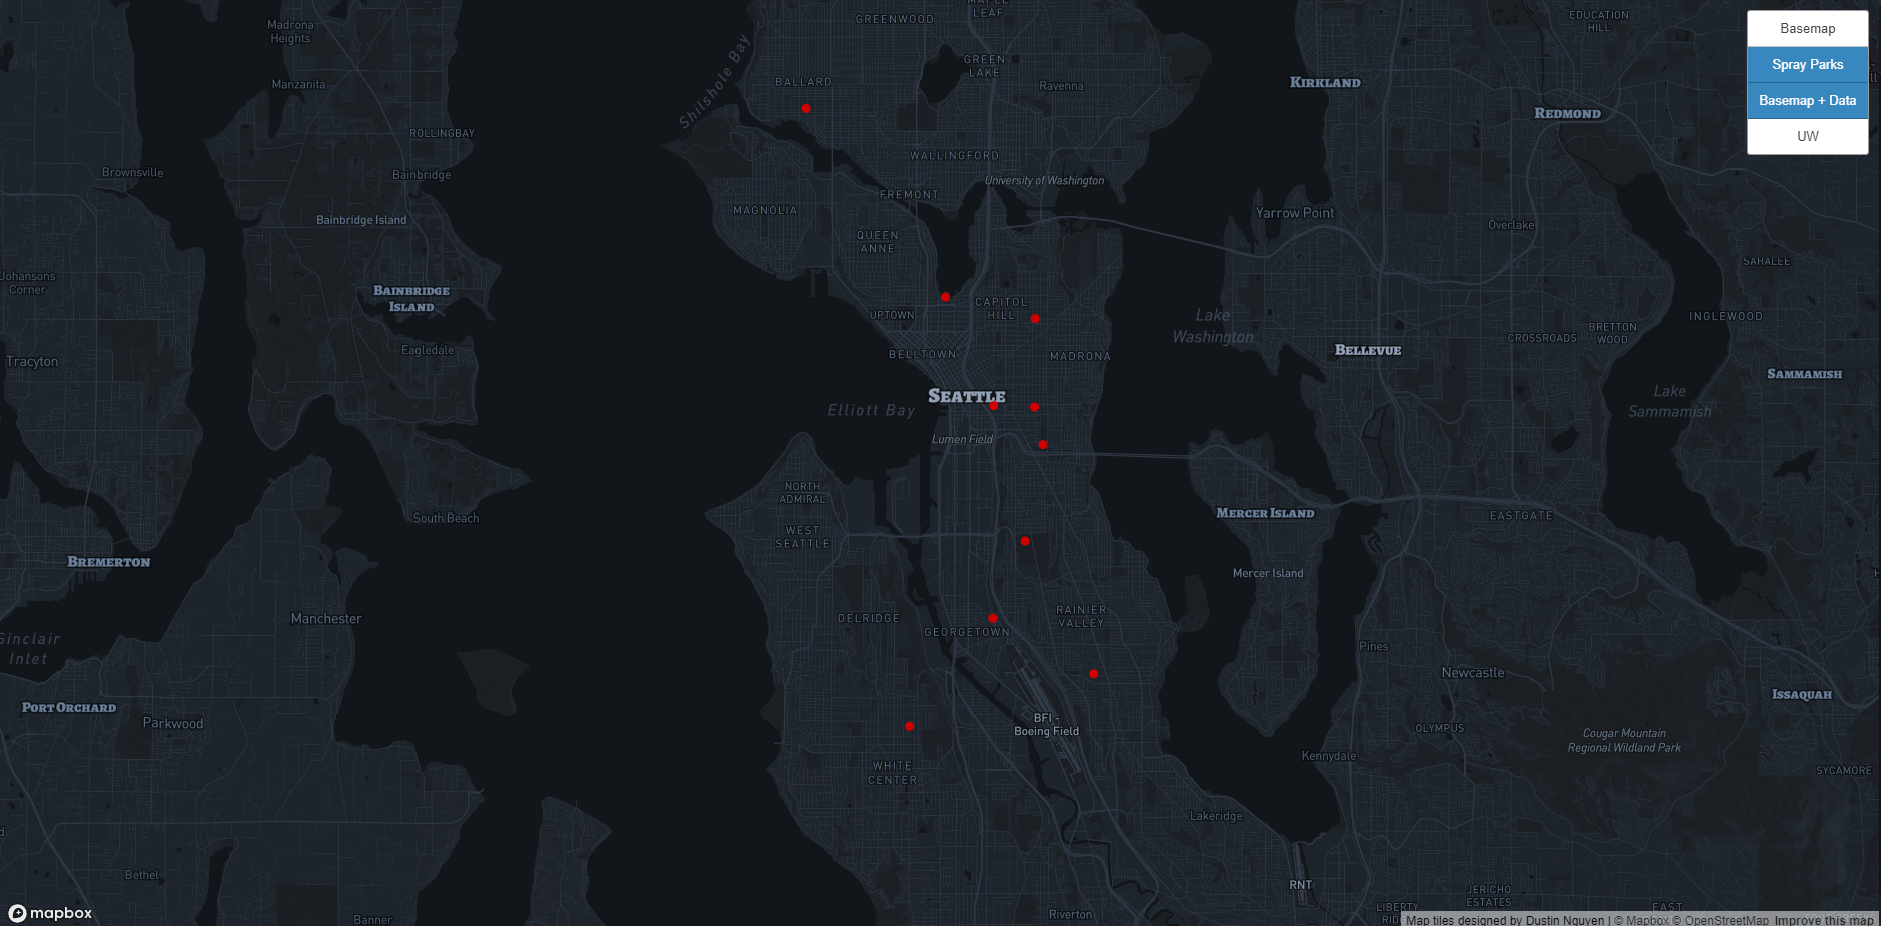 MAPLE
LEAF
GREENWOOD
EDUCATION
HILL
Madrona
Heights
Basemap
Shilshole Bay
GREEN
LAKE
Spray Parks
BALLARD
Manzanita
Ravenna
KIRKLAND
Basemap + Data
REDMOND
ROLLINGBAY
UW
WALLINGFORD
Brownsville
Bainbridge
University of Washington
FREMONT
MAGNOLIA
Yarrow Point
Bainbridge Island
Overlake
QUEEN
ANNE
SAHALEE
Johansons
Corner
BAINBRIDGE
ISLAND
CAPITOL
HILL
UPTOWN
Lake
Washington
INGLEWOOD
BRETTON
WOOD
CROSSROADS
Eagledale
BELLTOWN
MADRONA
BELLEVUE
Tracyton
SAMMAMISH
SEATTLE
Lake
Sammamish
Elliott Bay
Lumen Field
NORTH
ADMIRAL
MERCER ISLAND
EASTGATE
South Beach
WEST
SEATTLE
BREMERTON
Mercer Island
Manchester
DELRIDGE
GEORGETOWN
RAINIER
VALLEY
Sinclair
Inlet
Pines
Newcastle
PORT ORCHARD
Parkwood
ISSAQUAH
BFI -
Boeing Field
OLYMPUS
Cougar Mountain
Regional Wildland Park
Kennydale
WHITE
CENTER
SYCAMORE
Lakeridge
Bethel
RNT
JERICHO
ESTATES
LIBERTY
EAST
mapbox
Banner
Riverton
Map tiles designed by Dustin Nguyen | © Mapbox © OpenStreetMap Improve this map